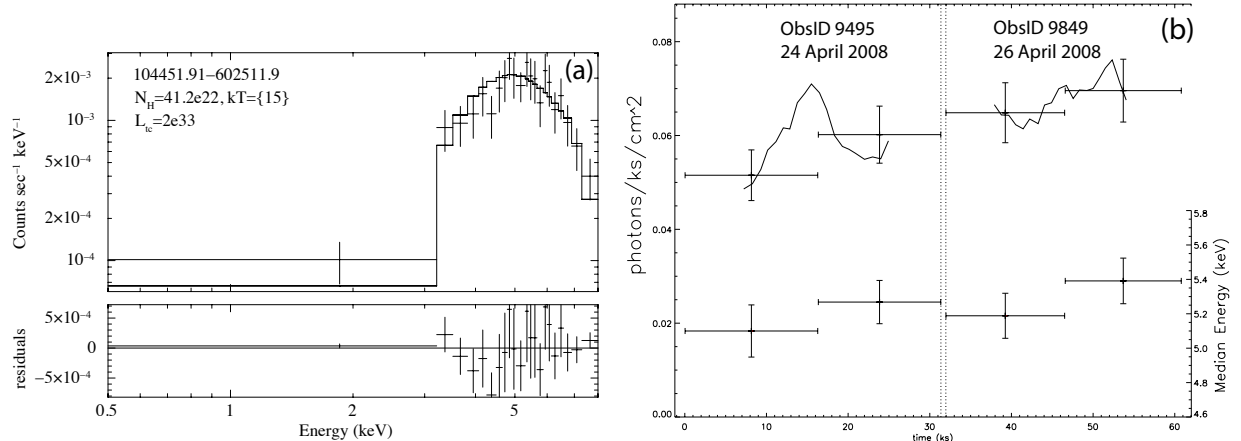 (a)
104451.91−602511.9
N_H=41.2e22, kT={15}
L_tc=2e33
Counts sec⁻¹ keV⁻¹
2×10⁻³
10⁻³
5×10⁻⁴
2×10⁻⁴
10⁻⁴
residuals
5×10⁻⁴
0
−5×10⁻⁴
0.5
1
2
5
Energy (keV)
(b)
ObsID 9495
24 April 2008
ObsID 9849
26 April 2008
photons/ks/cm^2
0.08
0.06
0.04
0.02
0.00
0
10
20
30
40
50
60
time (ks)
5.8
5.6
5.4
5.2
5.0
4.8
4.6
Median Energy (keV)